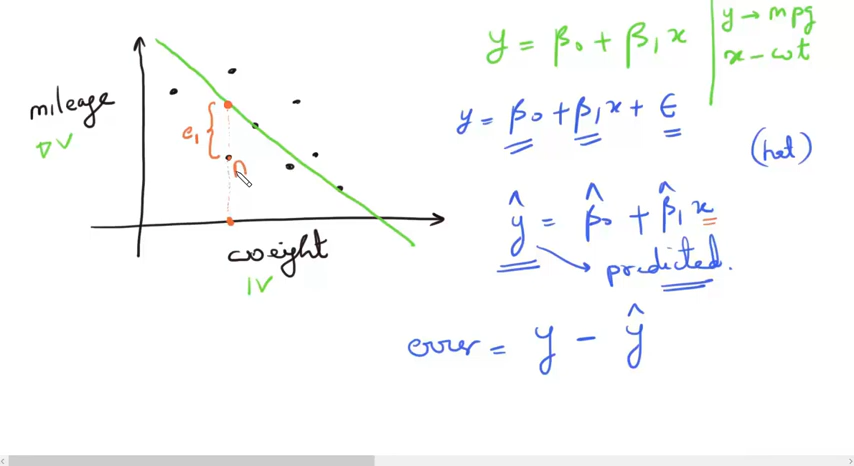 mileage
DV
e₁
weight
IV
y = β₀ + β₁x
y → mpg
x - wt
y = β₀ + β₁x + ε
(hat)
ŷ = β̂₀ + β̂₁x
predicted.
error = y - ŷ